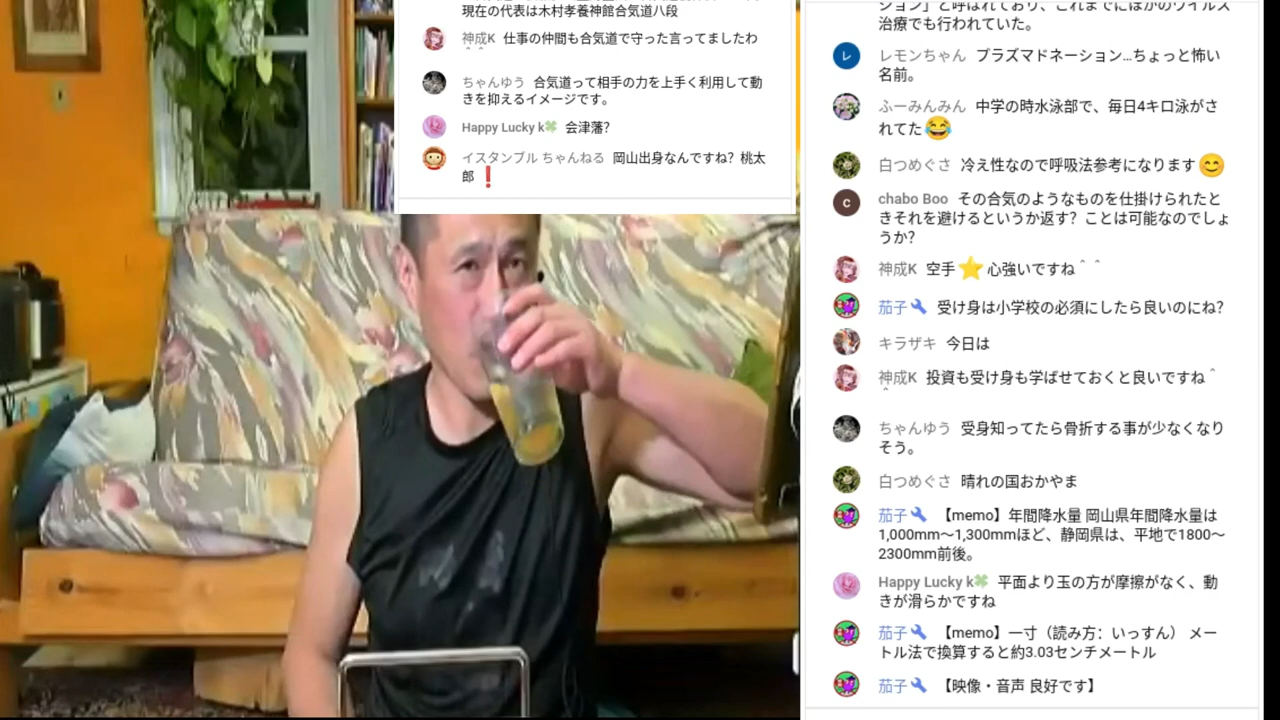 現在の代表は木村孝養神館合気道八段
神成K 仕事の仲間も合気道で守った言ってましたわ
＾＾
ちゃんゆう 合気道って相手の力を上手く利用して動
きを抑えるイメージです。
Happy Lucky k🍀 会津藩?
イスタンブル ちゃんねる 岡山出身なんですね？ 桃太
郎❗
ション」と呼ばれており、これまでにほかのウイルス
治療でも行われていた。
レモンちゃん プラズマドネーション…ちょっと怖い
名前。
ふーみんみん 中学の時水泳部で、毎日4キロ泳がさ
れてた😂
白つめぐさ 冷え性なので呼吸法参考になります😊
chabo Boo その合気のようなものを仕掛けられたと
きそれを避けるというか返す？ ことは可能なのでしょ
うか?
神成K 空手⭐心強いですね＾＾
茄子🔧 受け身は小学校の必須にしたら良いのにね?
キラザキ 今日は
神成K 投資も受け身も学ばせておくと良いですね＾
＾
ちゃんゆう 受身知ってたら骨折する事が少なくなり
そう。
白つめぐさ 晴れの国おかやま
茄子🔧 【memo】年間降水量 岡山県年間降水量は
1,000mm〜1,300mmほど、静岡県は、平地で1800〜
2300mm前後。
Happy Lucky k🍀 平面より玉の方が摩擦がなく、動
きが滑らかですね
茄子🔧 【memo】一寸（読み方：いっすん） メー
トル法で換算すると約3.03センチメートル
茄子🔧 【映像・音声 良好です】